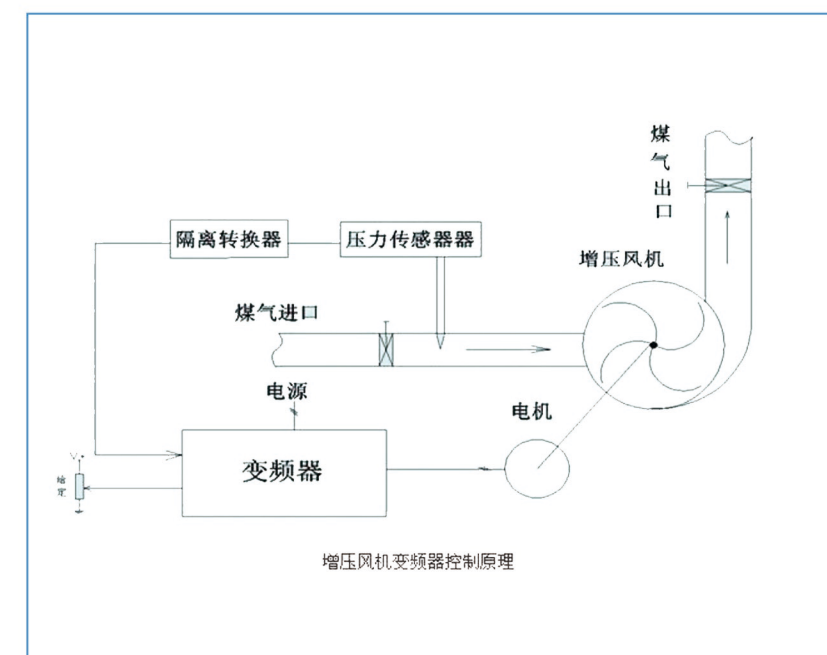 煤气出口
隔离转换器
压力传感器器
增压风机
煤气进口
电源
电机
变频器
V+
给定
增压风机变频器控制原理